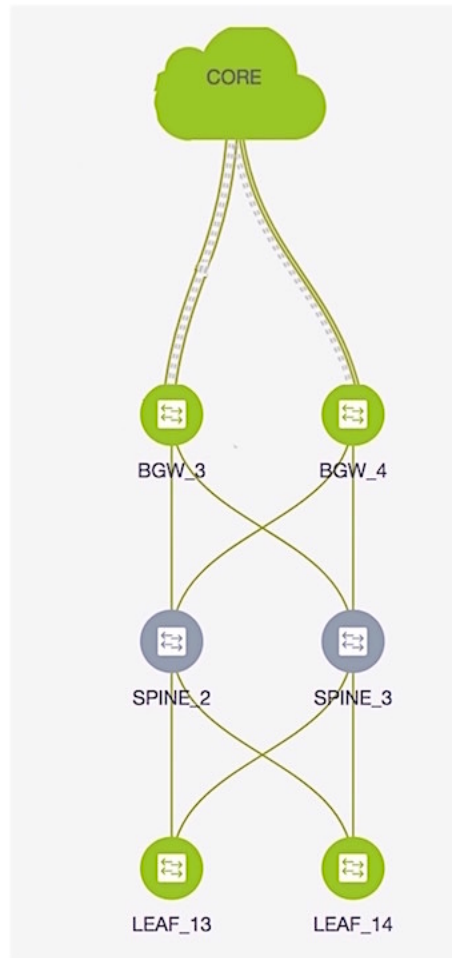 CORE
BGW_3
BGW_4
SPINE_2
SPINE_3
LEAF_13
LEAF_14